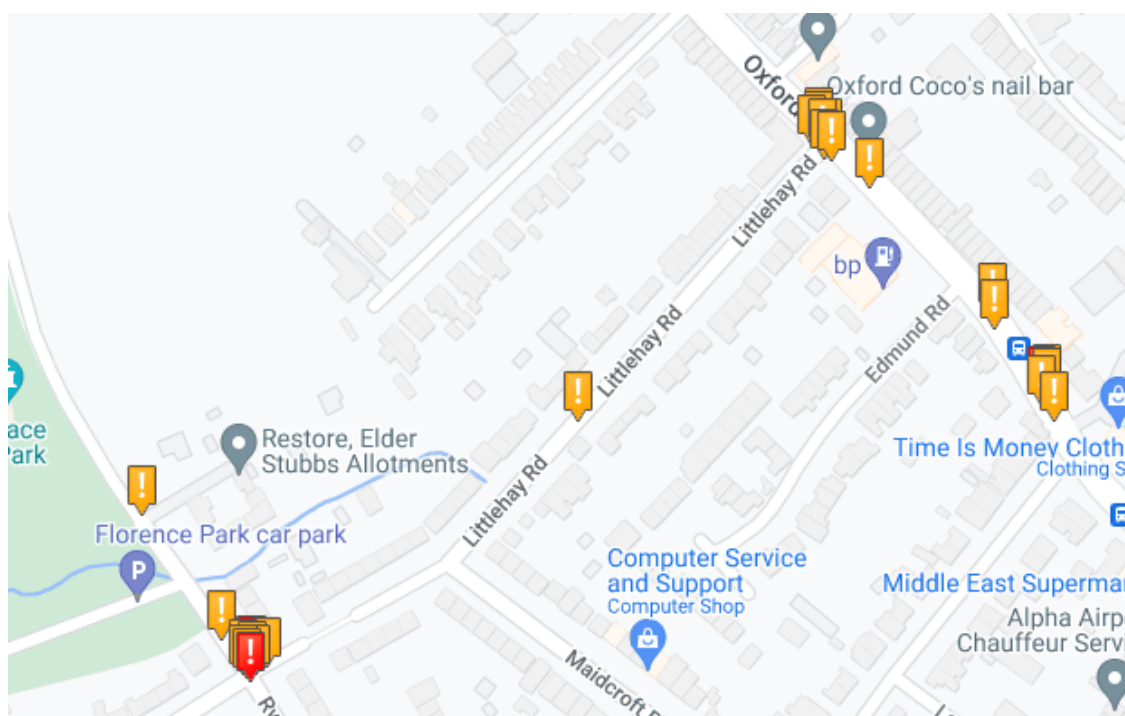 Oxford
Oxford Coco's nail bar
Littlehay Rd
bp
Littlehay Rd
Edmund Rd
ace
Park
Restore, Elder
Stubbs Allotments
Time Is Money Cloth
Clothing S
Littlehay Rd
Florence Park car park
P
Computer Service
and Support
Computer Shop
Middle East Supermar
Alpha Airp
Chauffeur Servi
Maidcroft